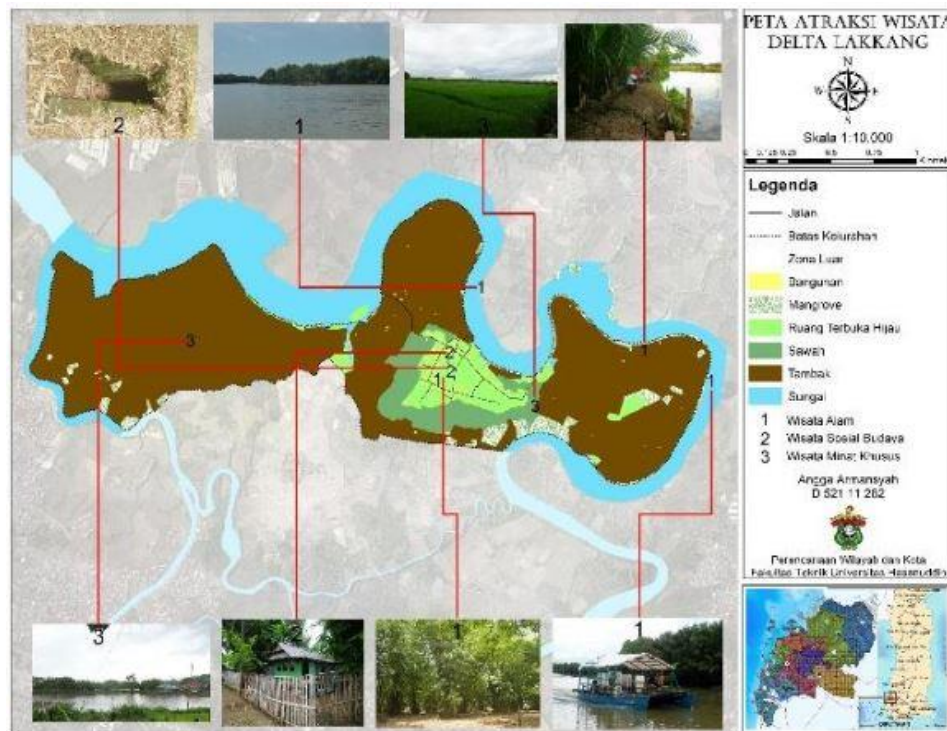 PETA ATRAKSI WISATA
DELTA LAKKANG
N
W
E
S
Skala 1:10.000
Legenda
Jalan
Batas Kelurahan
Zona Luar
Bangunan
Mangrove
Ruang Terbuka Hijau
Sawah
Tambak
Sungai
1 Wisata Alam
2 Wisata Sosial Budaya
3 Wisata Minat Khusus
Angga Armansyah
D 521 11 282
Perencanaan Wilayah dan Kota
Fakultas Teknik Universitas Hasanuddin
2
1
3
1
1
3
1
2
2
1
3
1
3
1
1